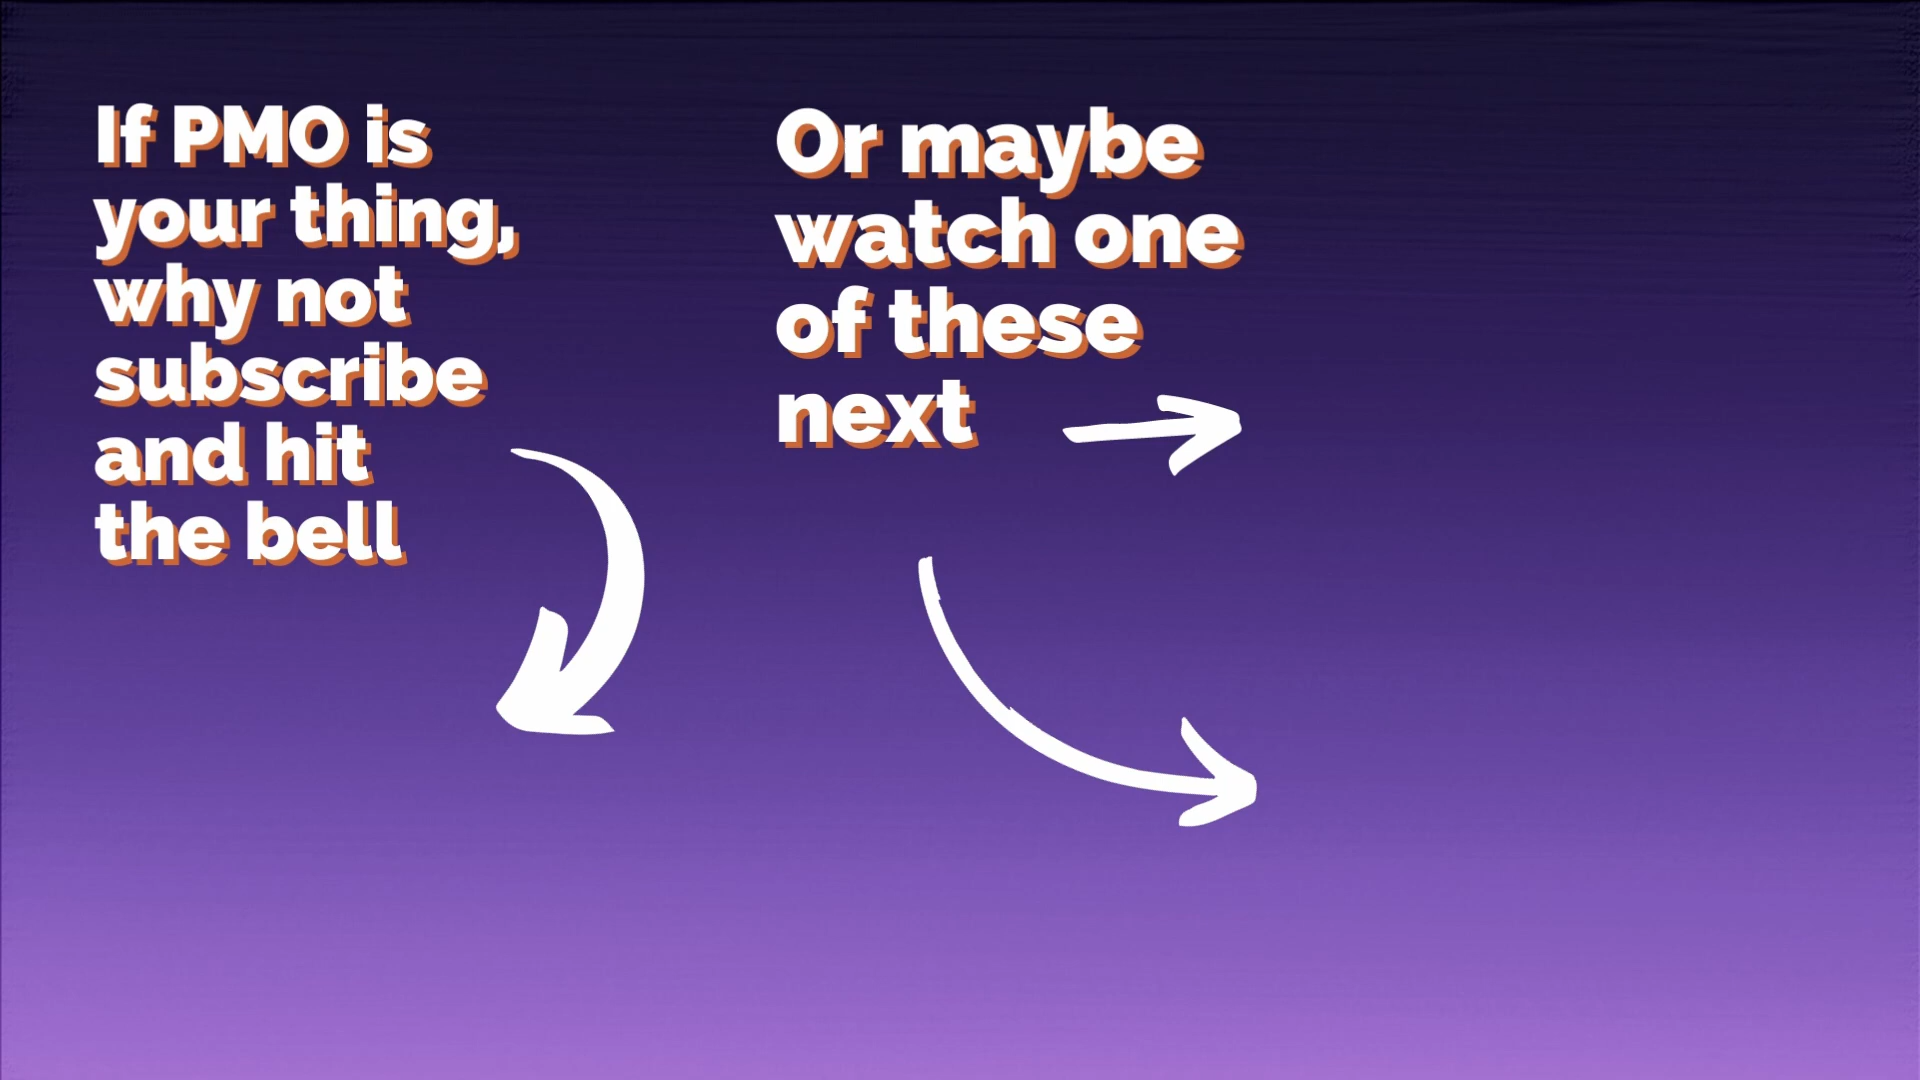 If PMO is
your thing,
why not
subscribe
and hit
the bell
Or maybe
watch one
of these
next